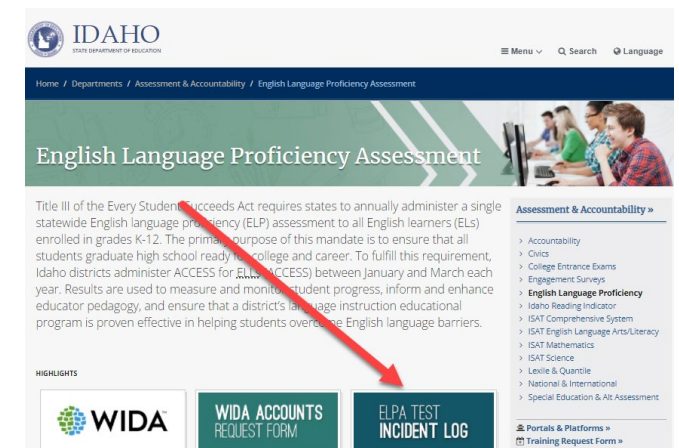 IDAHO
STATE DEPARTMENT OF EDUCATION
Menu
Search
Language
Home / Departments / Assessment & Accountability / English Language Proficiency Assessment
English Language Proficiency Assessment
Title III of the Every Student Succeeds Act requires states to annually administer a single
statewide English language proficiency (ELP) assessment to all English learners (ELs)
enrolled in grades K-12. The primary purpose of this mandate is to ensure that all
students graduate high school ready for college and career. To fulfill this requirement,
Idaho districts administer ACCESS for ELLs (ACCESS) between January and March each
year. Results are used to measure and monitor student progress, inform and enhance
educator pedagogy, and ensure that a district's language instruction educational
program is proven effective in helping students overcome English language barriers.
HIGHLIGHTS
WIDA
WIDA ACCOUNTS
REQUEST FORM
ELPA TEST
INCIDENT LOG
Assessment & Accountability »
> Accountability
> Civics
> College Entrance Exams
> Engagement Surveys
> English Language Proficiency
> Idaho Reading Indicator
> ISAT Comprehensive System
> ISAT English Language Arts/Literacy
> ISAT Mathematics
> ISAT Science
> Lexile & Quantile
> National & International
> Special Education & Alt Assessment
Portals & Platforms »
Training Request Form »